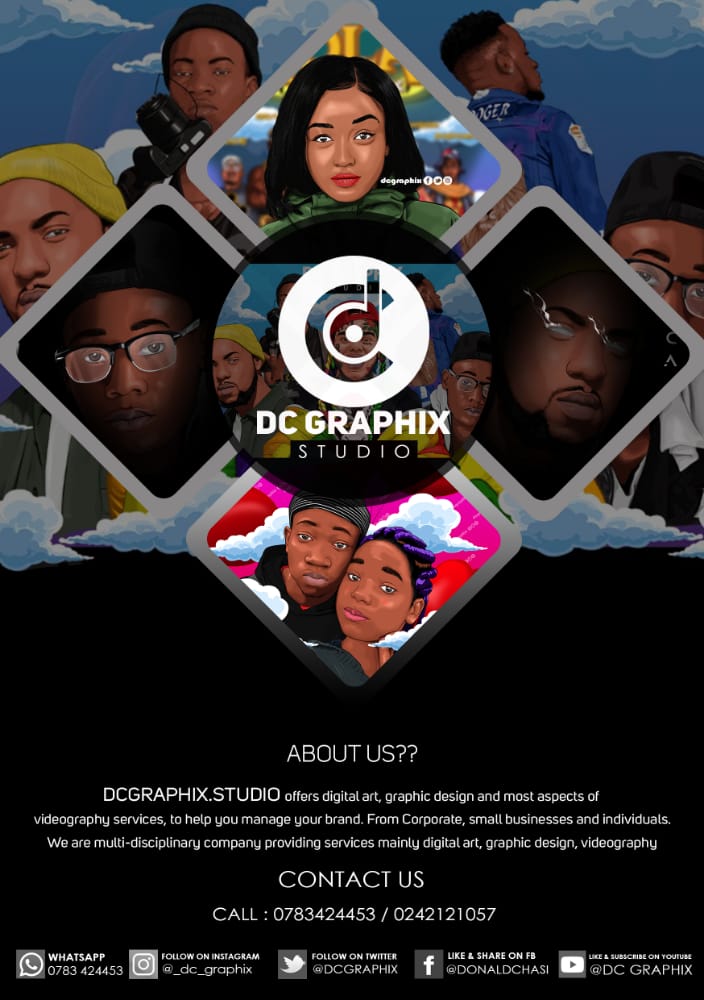 OGER
dcgraphix
DC GRAPHIX
STUDIO
ABOUT US??
DCGRAPHIX.STUDIO offers digital art, graphic design and most aspects of
videography services, to help you manage your brand. From Corporate, small businesses and individuals.
We are multi-disciplinary company providing services mainly digital art, graphic design, videography
CONTACT US
CALL : 0783424453 / 0242121057
WHATSAPP
0783 424453
FOLLOW ON INSTAGRAM
@_dc_graphix
FOLLOW ON TWITTER
@DCGRAPHIX
LIKE & SHARE ON FB
@DONALDCHASI
LIKE & SUBSCRIBE ON YOUTUBE
@DC GRAPHIX